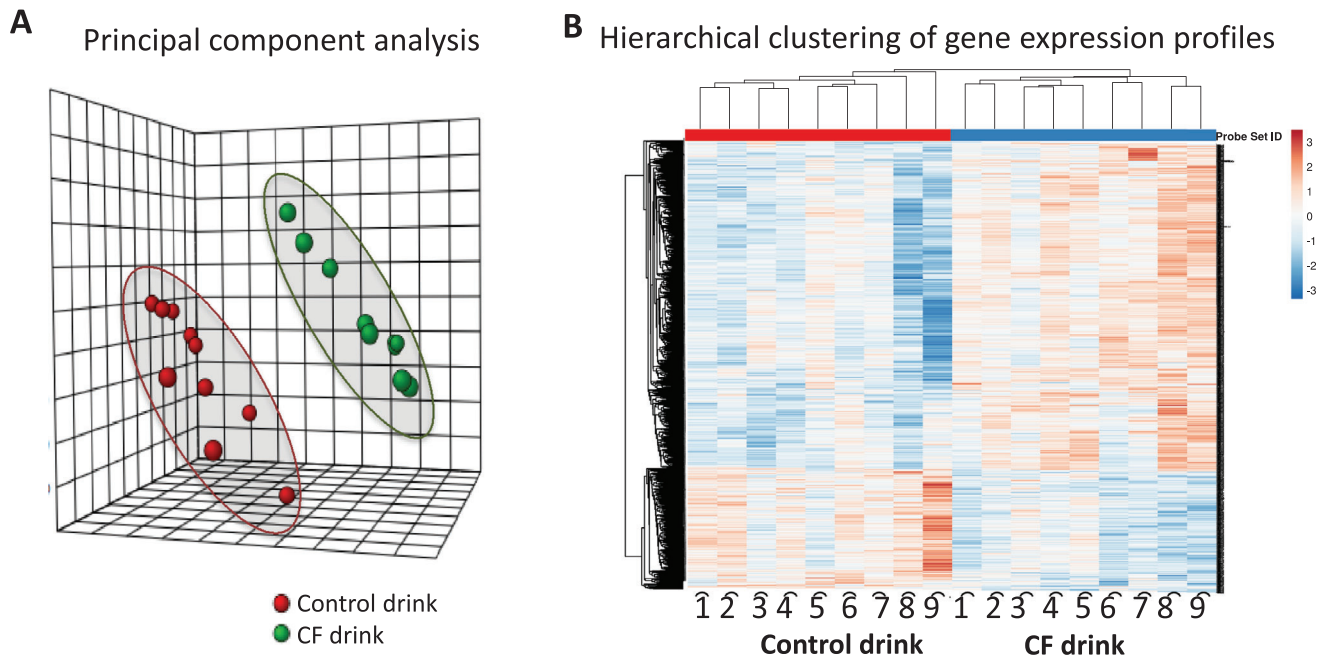 A
Principal component analysis
Control drink
CF drink
B
Hierarchical clustering of gene expression profiles
Probe Set ID
3
2
1
0
-1
-2
-3
1 2 3 4 5 6 7 8 9 1 2 3 4 5 6 7 8 9
Control drink CF drink